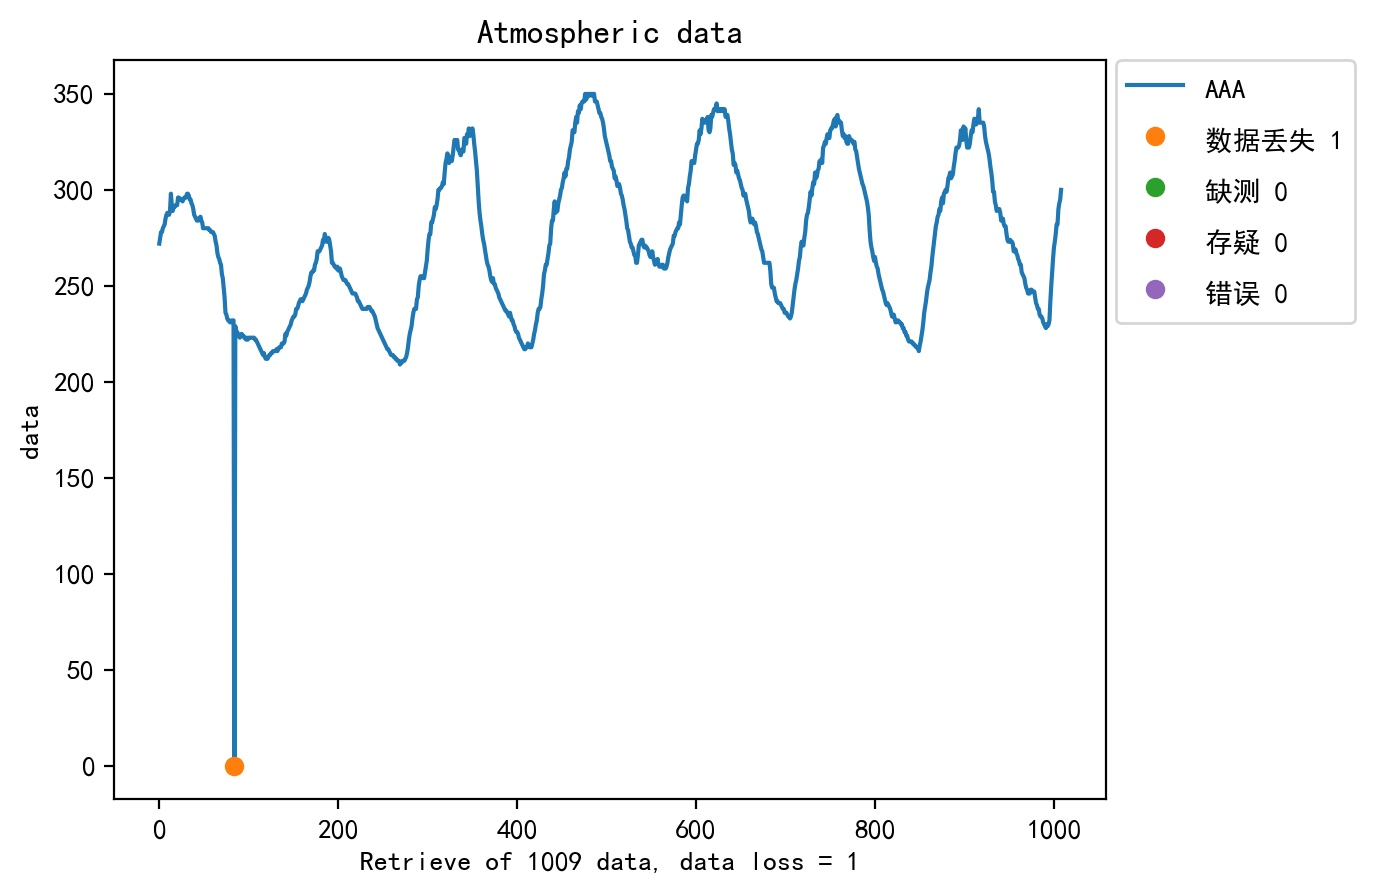 Atmospheric data
AAA
数据丢失 1
缺测 0
存疑 0
错误 0
350
300
250
200
150
100
50
0
data
0 200 400 600 800 1000
Retrieve of 1009 data, data loss = 1